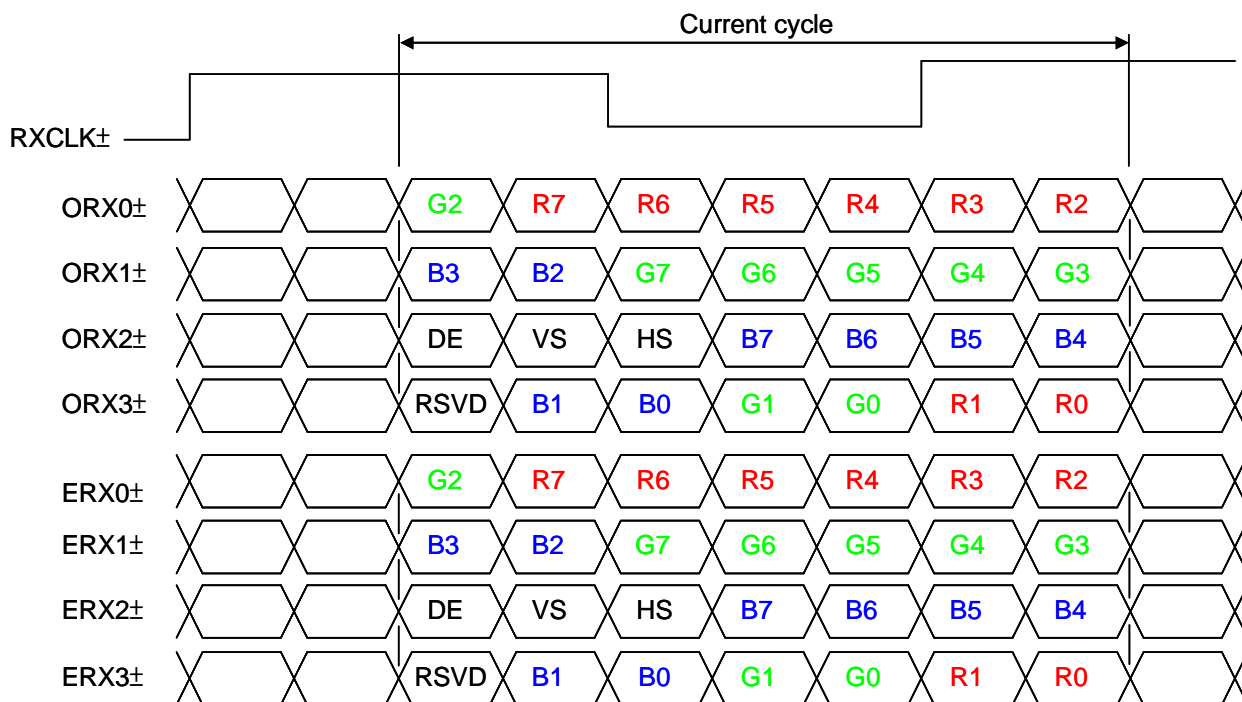 Current cycle
RXCLK±
ORX0± G2 R7 R6 R5 R4 R3 R2
ORX1± B3 B2 G7 G6 G5 G4 G3
ORX2± DE VS HS B7 B6 B5 B4
ORX3± RSVD B1 B0 G1 G0 R1 R0
ERX0± G2 R7 R6 R5 R4 R3 R2
ERX1± B3 B2 G7 G6 G5 G4 G3
ERX2± DE VS HS B7 B6 B5 B4
ERX3± RSVD B1 B0 G1 G0 R1 R0